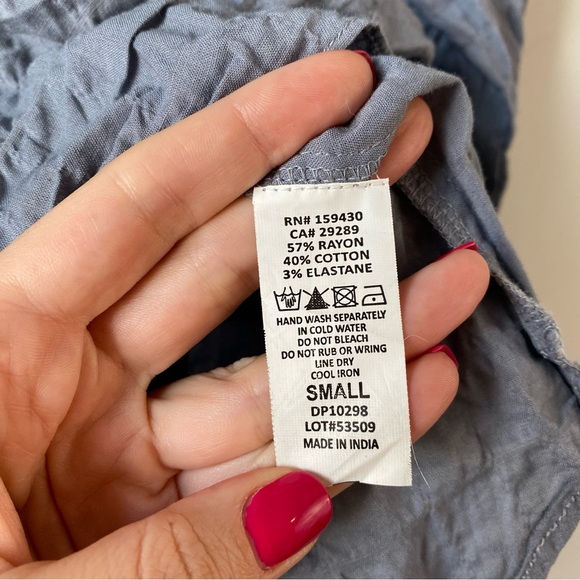 RN# 159430
CA# 29289
57% RAYON
40% COTTON
3% ELASTANE
HAND WASH SEPARATELY
IN COLD WATER
DO NOT BLEACH
DO NOT RUB OR WRING
LINE DRY
COOL IRON
SMALL
DP10298
LOT#53509
MADE IN INDIA